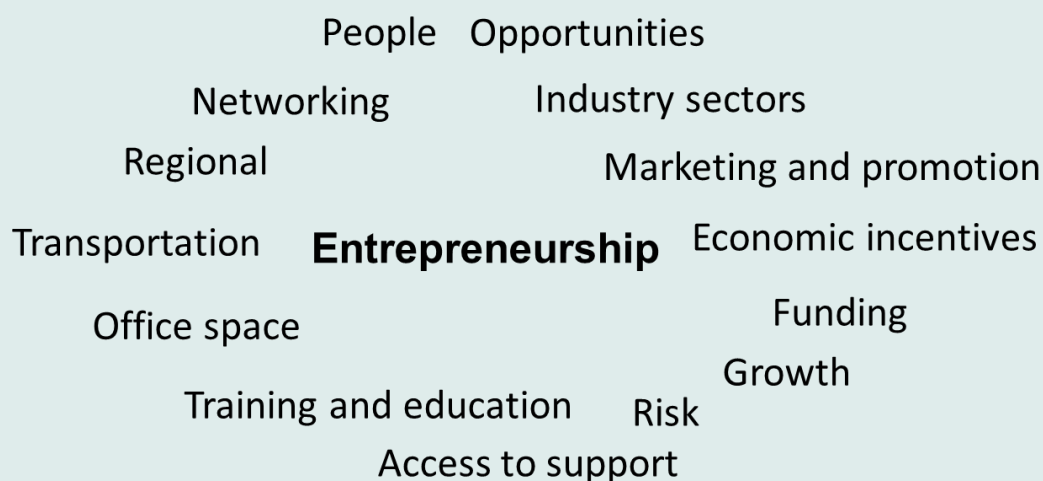 People Opportunities
Networking Industry sectors
Regional Marketing and promotion
Transportation Entrepreneurship Economic incentives
Office space Funding
Growth
Training and education Risk
Access to support